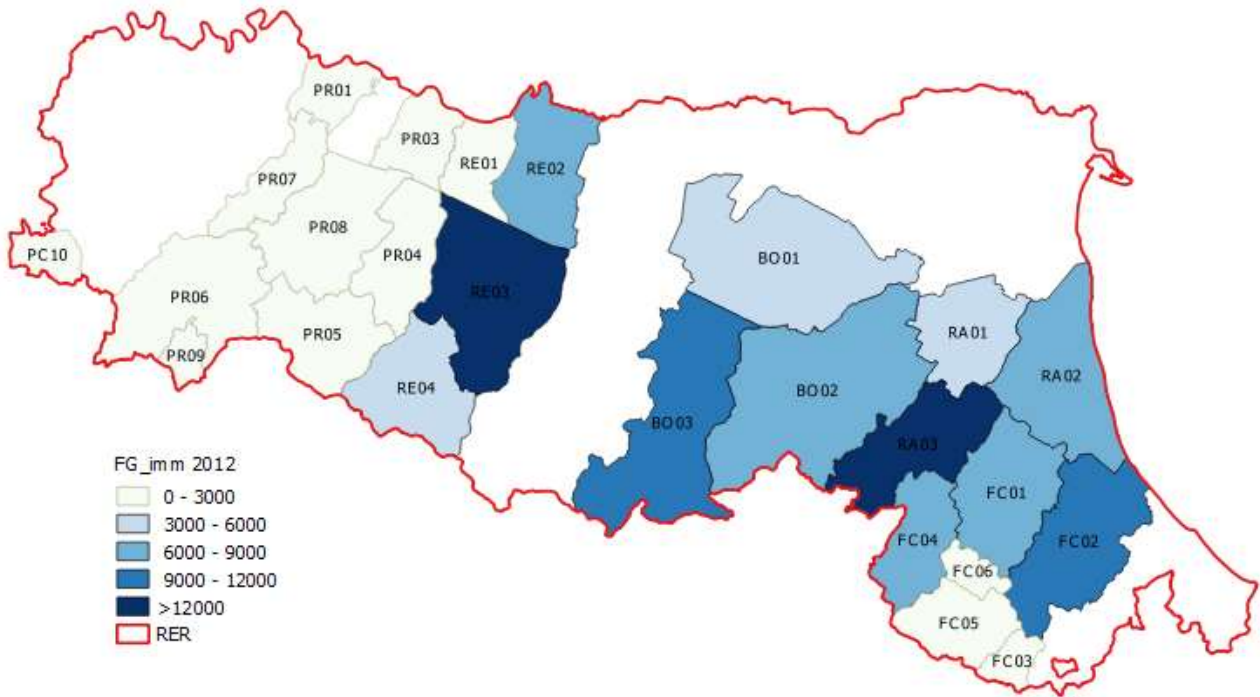 PR01
PR03
RE01
RE02
PR07
PR08
PC10
PR04
BO01
PR06
RE03
PR05
RA01
PR09
RE04
RA02
BO02
BO03
RA03
FC01
FC04
FC02
FC06
FC05
FC03
FG_imm 2012
0 - 3000
3000 - 6000
6000 - 9000
9000 - 12000
>12000
RER